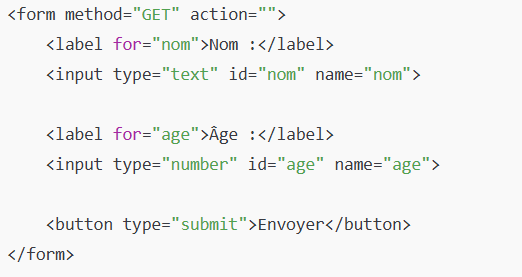 <form method="GET" action="">
    <label for="nom">Nom :</label>
    <input type="text" id="nom" name="nom">

    <label for="age">Âge :</label>
    <input type="number" id="age" name="age">

    <button type="submit">Envoyer</button>
</form>